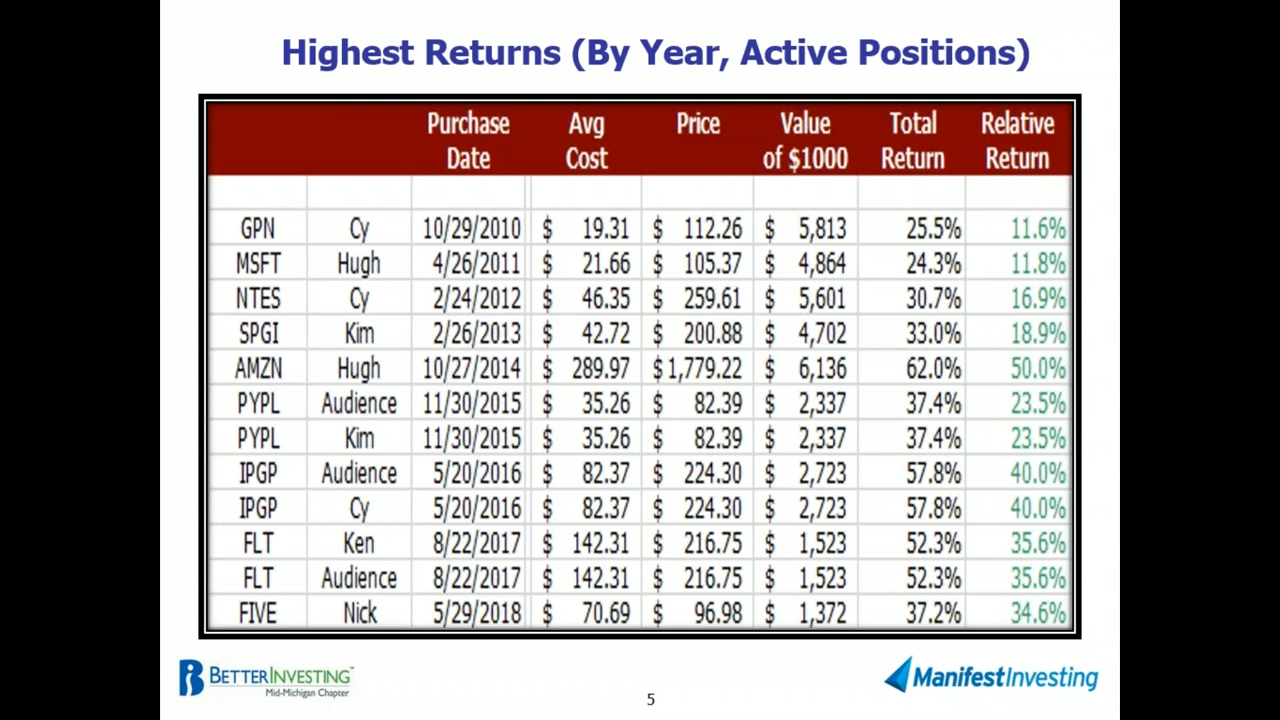 Highest Returns (By Year, Active Positions)
Purchase Date Avg Cost Price Value of $1000 Total Return Relative Return
GPN Cy 10/29/2010 $ 19.31 $ 112.26 $ 5,813 25.5% 11.6%
MSFT Hugh 4/26/2011 $ 21.66 $ 105.37 $ 4,864 24.3% 11.8%
NTES Cy 2/24/2012 $ 46.35 $ 259.61 $ 5,601 30.7% 16.9%
SPGI Kim 2/26/2013 $ 42.72 $ 200.88 $ 4,702 33.0% 18.9%
AMZN Hugh 10/27/2014 $ 289.97 $ 1,779.22 $ 6,136 62.0% 50.0%
PYPL Audience 11/30/2015 $ 35.26 $ 82.39 $ 2,337 37.4% 23.5%
PYPL Kim 11/30/2015 $ 35.26 $ 82.39 $ 2,337 37.4% 23.5%
IPGP Audience 5/20/2016 $ 82.37 $ 224.30 $ 2,723 57.8% 40.0%
IPGP Cy 5/20/2016 $ 82.37 $ 224.30 $ 2,723 57.8% 40.0%
FLT Ken 8/22/2017 $ 142.31 $ 216.75 $ 1,523 52.3% 35.6%
FLT Audience 8/22/2017 $ 142.31 $ 216.75 $ 1,523 52.3% 35.6%
FIVE Nick 5/29/2018 $ 70.69 $ 96.98 $ 1,372 37.2% 34.6%
BETTERINVESTING™
Mid-Michigan Chapter
5
ManifestInvesting